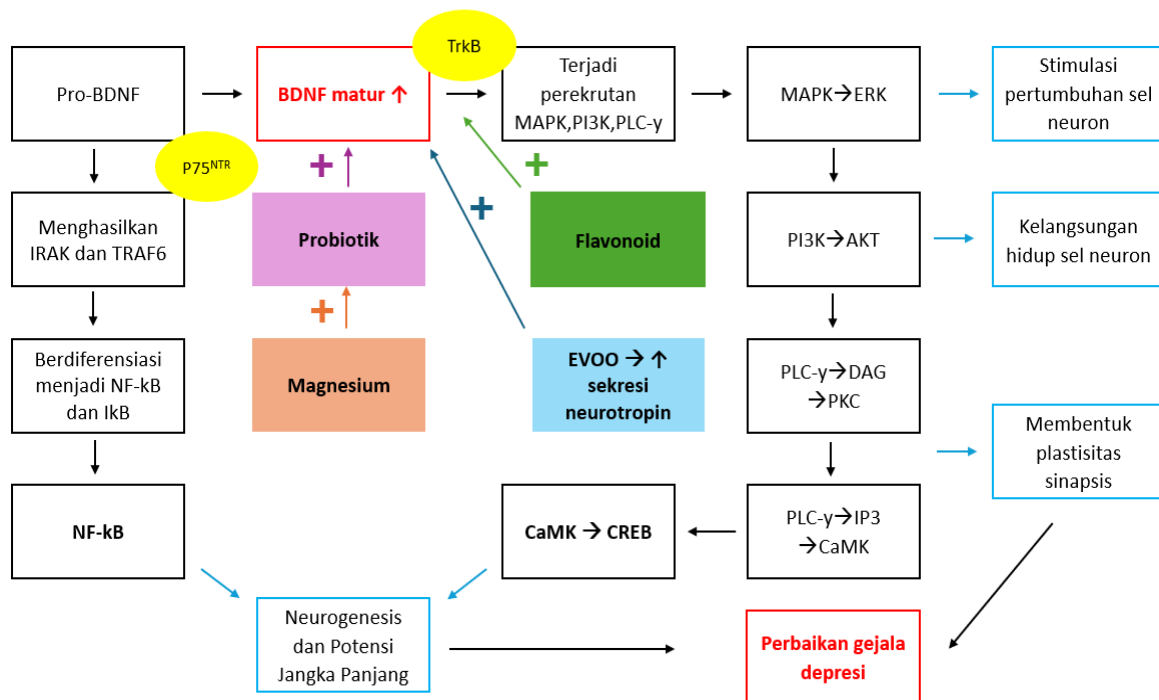 TrkB
Pro-BDNF
BDNF matur ↑
Terjadi
perekrutan
MAPK,PI3K,PLC-y
MAPK→ERK
Stimulasi
pertumbuhan sel
neuron
P75NTR
+
+
+
Menghasilkan
IRAK dan TRAF6
Probiotik
Flavonoid
PI3K→AKT
Kelangsungan
hidup sel neuron
+
Berdiferensiasi
menjadi NF-kB
dan IkB
Magnesium
EVOO → ↑
sekresi
neurotropin
PLC-y→DAG
→PKC
Membentuk
plastisitas
sinapsis
NF-kB
CaMK → CREB
PLC-y→IP3
→CaMK
Neurogenesis
dan Potensi
Jangka Panjang
Perbaikan gejala
depresi